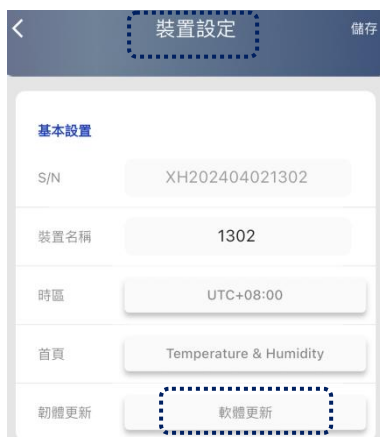 裝置設定
儲存
基本設置
S/N
XH202404021302
裝置名稱
1302
時區
UTC+08:00
首頁
Temperature & Humidity
韌體更新
軟體更新